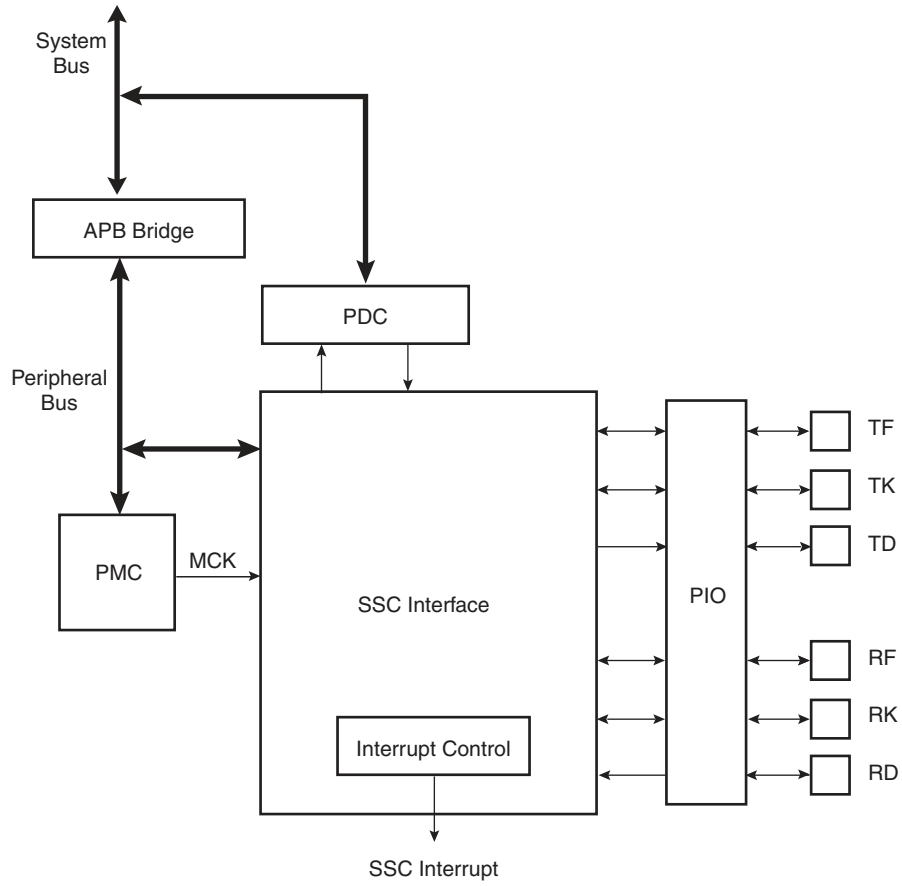 System
Bus
APB Bridge
PDC
Peripheral
Bus
PMC
MCK
SSC Interface
Interrupt Control
SSC Interrupt
PIO
TF
TK
TD
RF
RK
RD